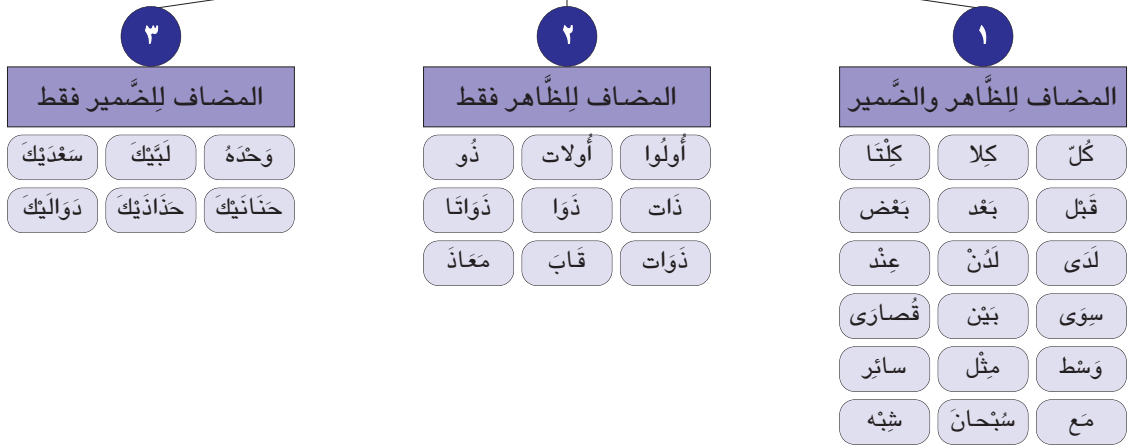 ١
المضاف لِلظَّاهر والضَّمير
كُلّ
كِلا
كِلْتَا
قَبْل
بَعْد
بَعْض
لَدَى
لَدُنْ
عِنْد
سِوَى
بَيْن
قُصارَى
وَسْط
مِثْل
سائِر
مَع
سُبْحانَ
شِبْه
٢
المضاف لِلظَّاهر فقط
أُولُوا
أُولات
ذُو
ذَات
ذَوَا
ذَوَاتَا
ذَوَات
قَابَ
مَعَاذَ
٣
المضاف لِلضَّمير فقط
وَحْدَهُ
لَبَّيْكَ
سَعْدَيْكَ
حَنَانَيْكَ
حَذَاذَيْكَ
دَوَالَيْكَ